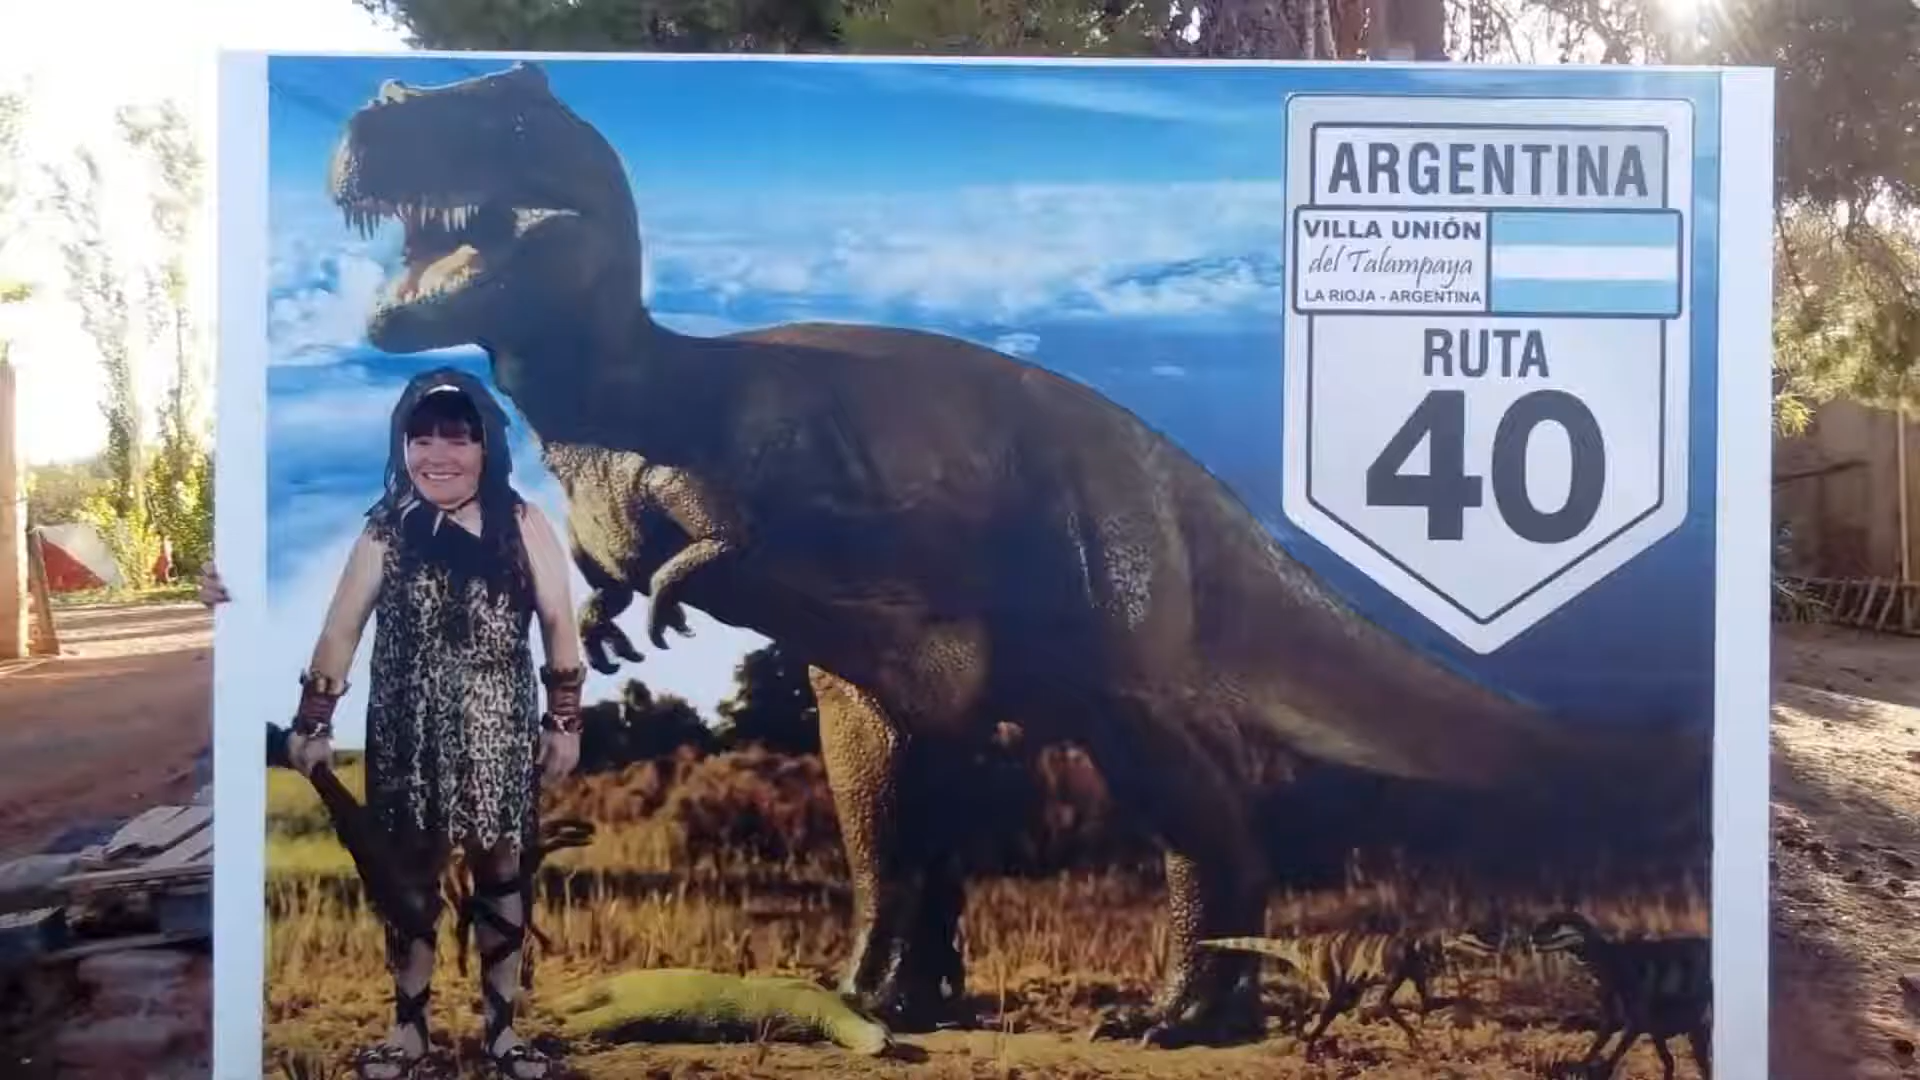 ARGENTINA
VILLA UNIÓN
del Talampaya
LA RIOJA - ARGENTINA
RUTA
40